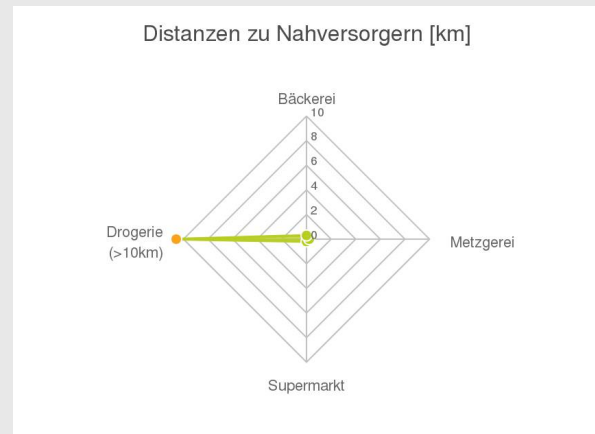 Distanzen zu Nahversorgern [km]
Bäckerei
10
8
6
4
2
0
Drogerie
(>10km)
Metzgerei
Supermarkt